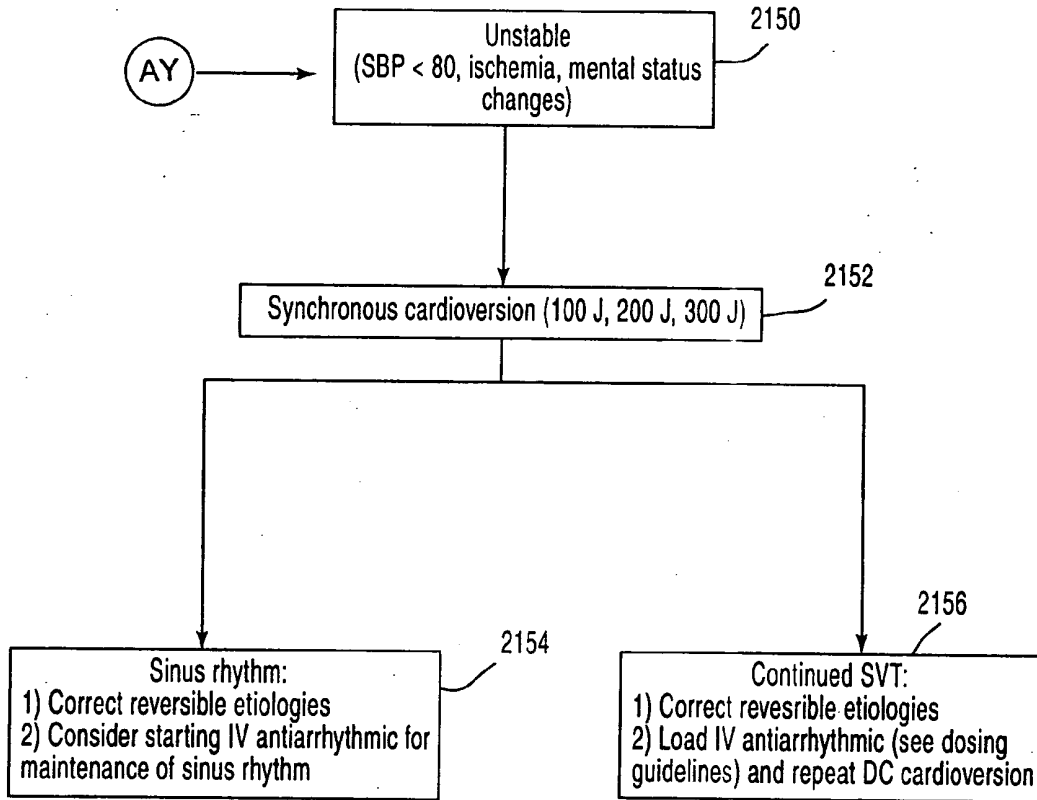 2150
Unstable
(SBP < 80, ischemia, mental status
changes)
AY
2152
Synchronous cardioversion (100 J, 200 J, 300 J)
2154
Sinus rhythm:
1) Correct reversible etiologies
2) Consider starting IV antiarrhythmic for
maintenance of sinus rhythm
2156
Continued SVT:
1) Correct revesrible etiologies
2) Load IV antiarrhythmic (see dosing
guidelines) and repeat DC cardioversion